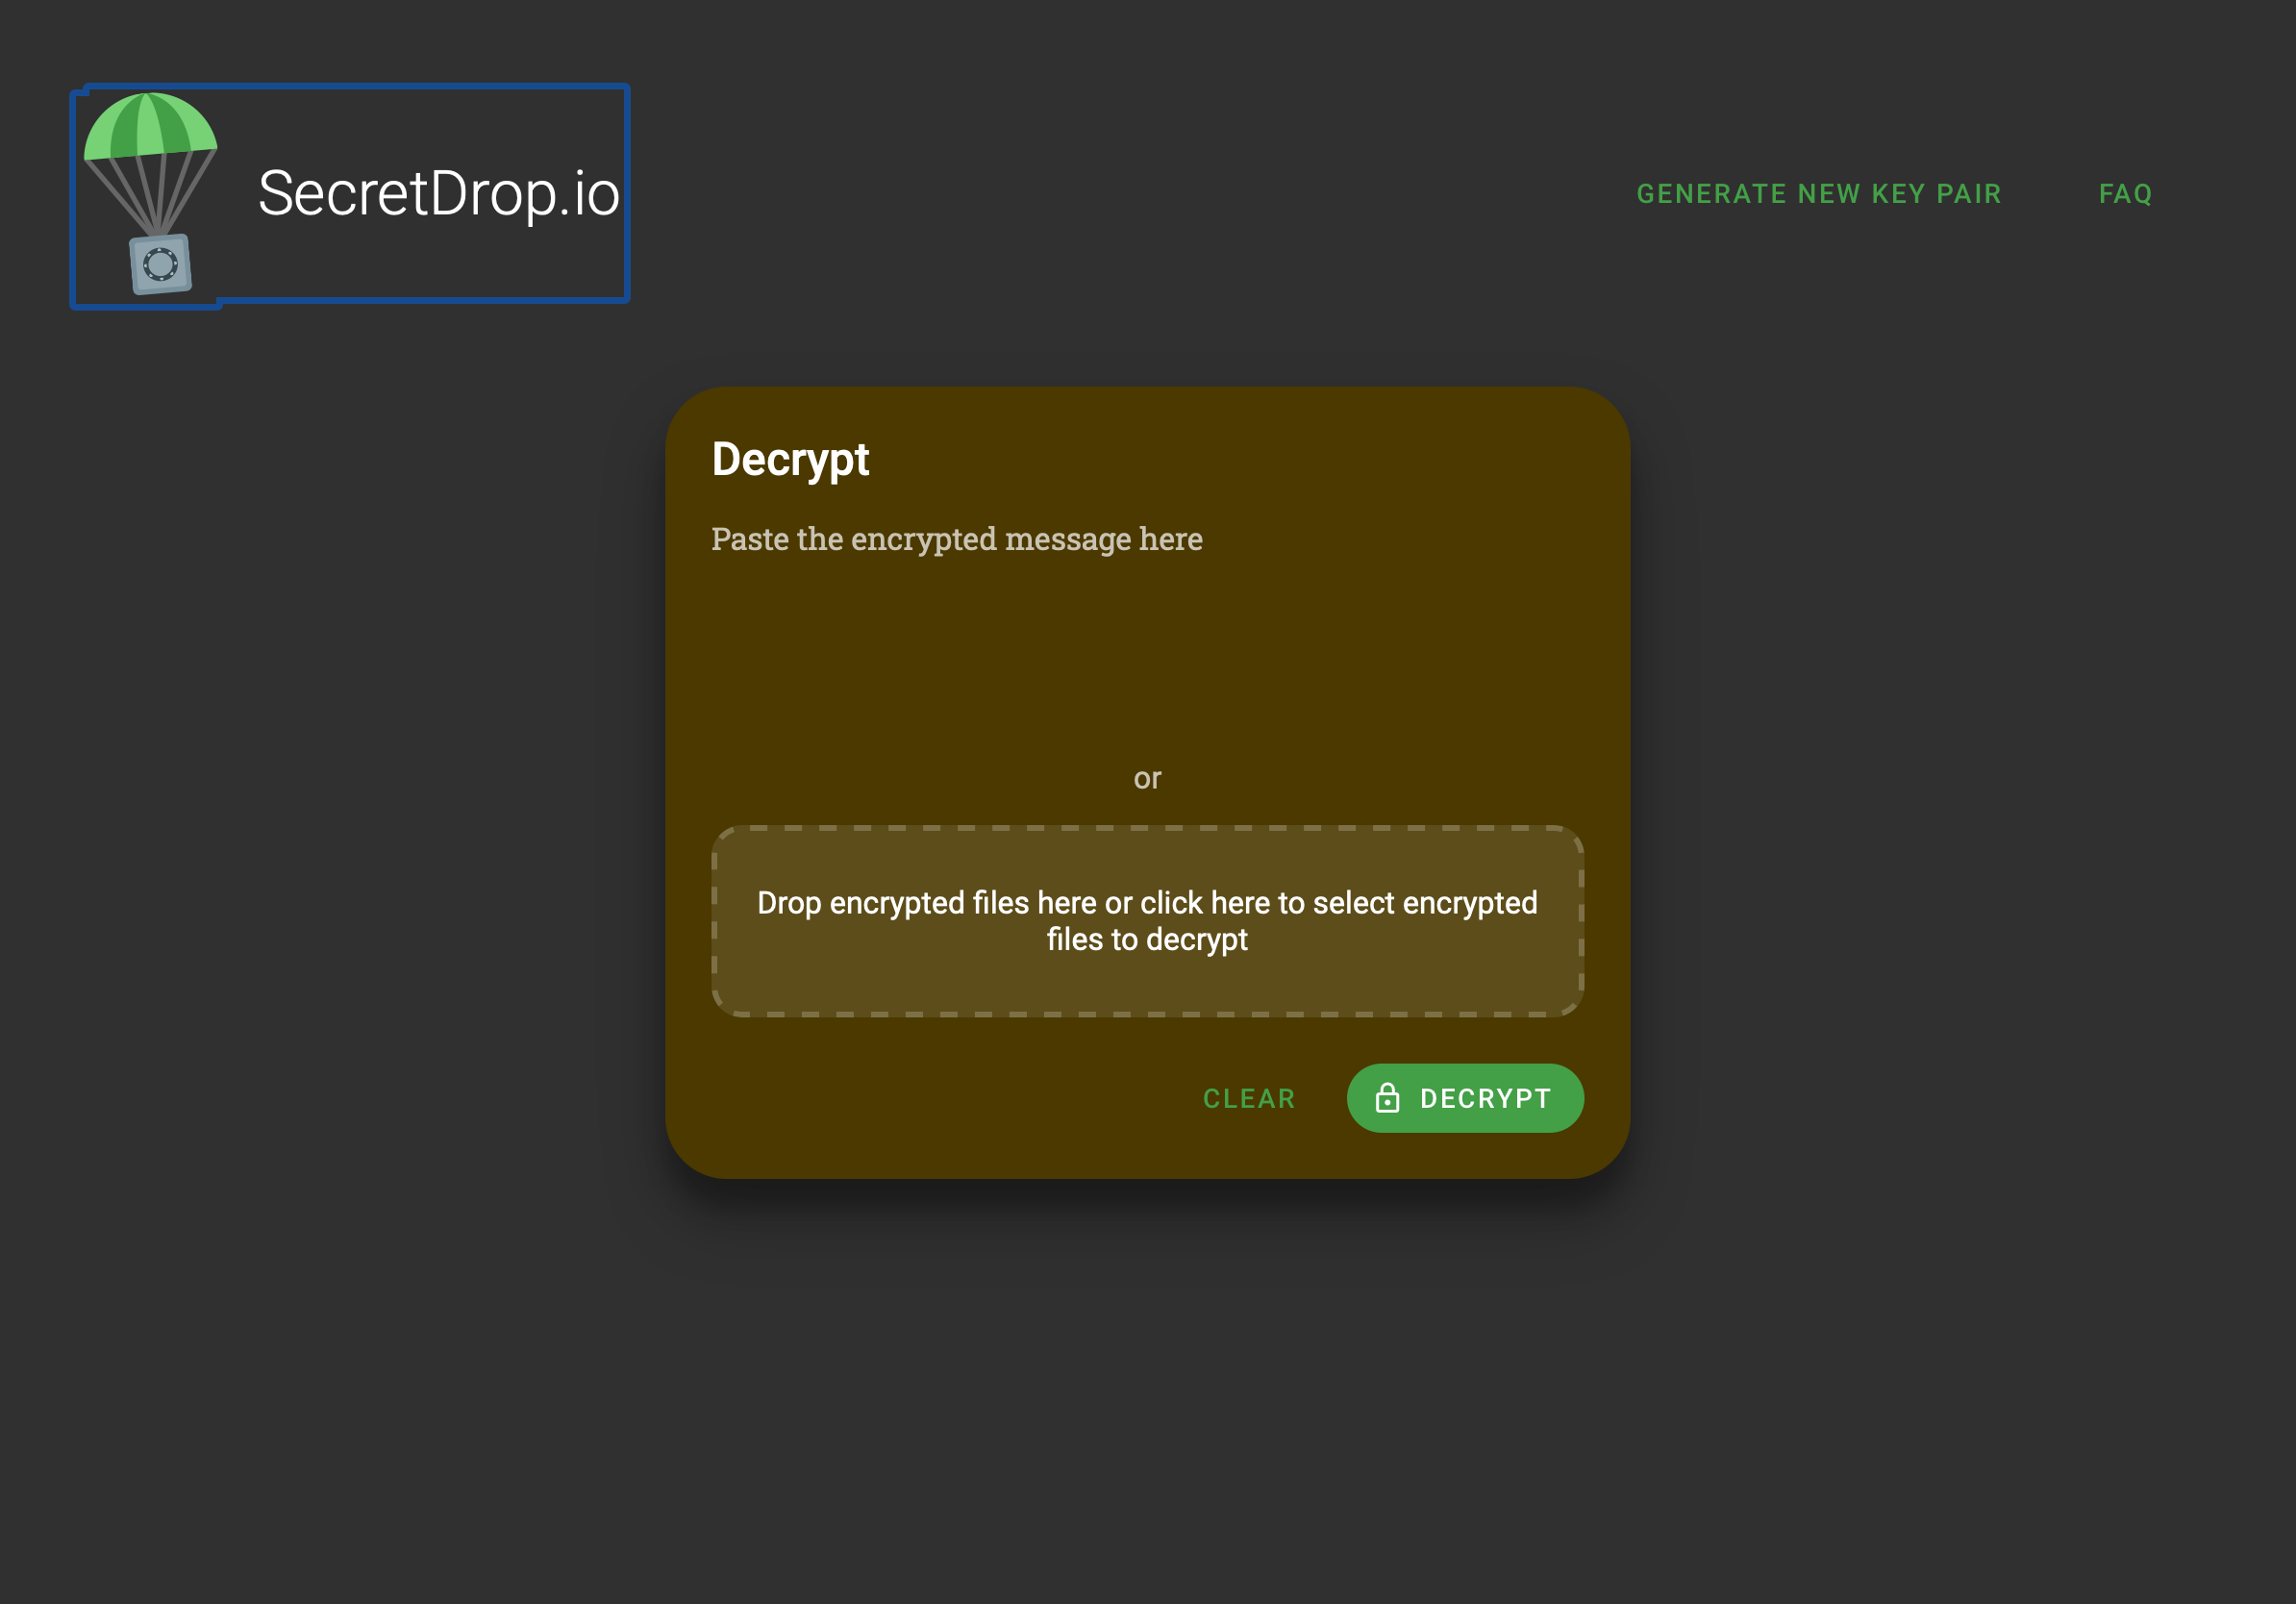 SecretDrop.io
GENERATE NEW KEY PAIR
FAQ
Decrypt
Paste the encrypted message here
or
Drop encrypted files here or click here to select encrypted
files to decrypt
CLEAR
DECRYPT